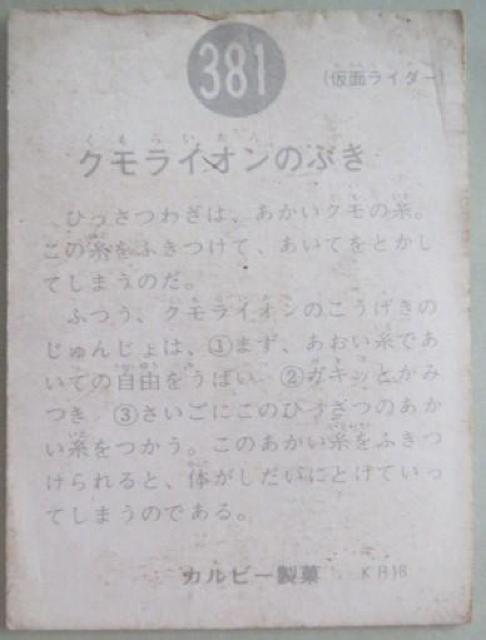 381
(仮面ライダー)
クモライオンのぶき
ひっさつわざは、あかいクモの糸。
この糸をふきつけて、あいてをとかし
てしまうのだ。
ふつう、クモライオンのこうげきの
じゅんじょは、①まず、あおい糸であ
いての自由をうばい ②ガキッとかみ
つき ③さいごにこのひっさつのあか
い糸をつかう。このあかい糸をふきつ
けられると、体がしだいにとけていっ
てしまうのである。
カルビー製菓 KR18